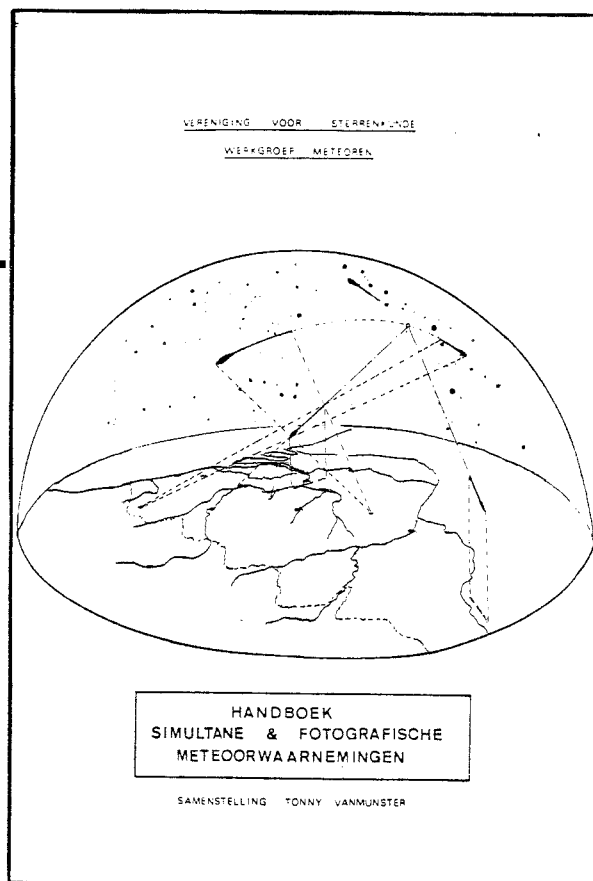 VERENIGING VOOR STERRENKUNDE
WERKGROEP METEOREN
HANDBOEK
SIMULTANE & FOTOGRAFISCHE
METEOORWAARNEMINGEN
SAMENSTELLING TONNY VANMUNSTER